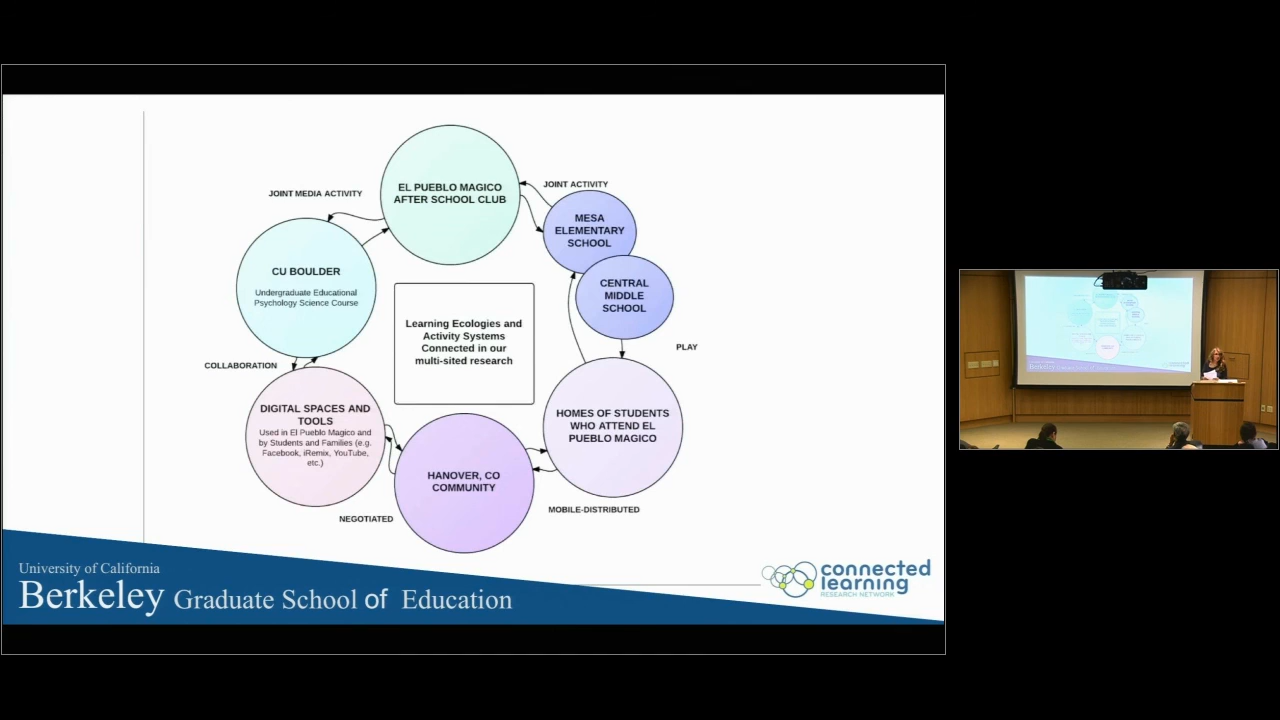 EL PUEBLO MAGICO
AFTER SCHOOL CLUB
JOINT MEDIA ACTIVITY
JOINT ACTIVITY
MESA
ELEMENTARY
SCHOOL
CENTRAL
MIDDLE
SCHOOL
CU BOULDER
Undergraduate Educational
Psychology Science Course
Learning Ecologies and
Activity Systems
Connected in our
multi-sited research
PLAY
COLLABORATION
DIGITAL SPACES AND
TOOLS
Used in El Pueblo Magico and
by Students and Families (e.g.
Facebook, iRemix, YouTube,
etc.)
HOMES OF STUDENTS
WHO ATTEND EL
PUEBLO MAGICO
HANOVER, CO
COMMUNITY
NEGOTIATED
MOBILE-DISTRIBUTED
University of California
Berkeley Graduate School of Education
connected
learning
RESEARCH NETWORK